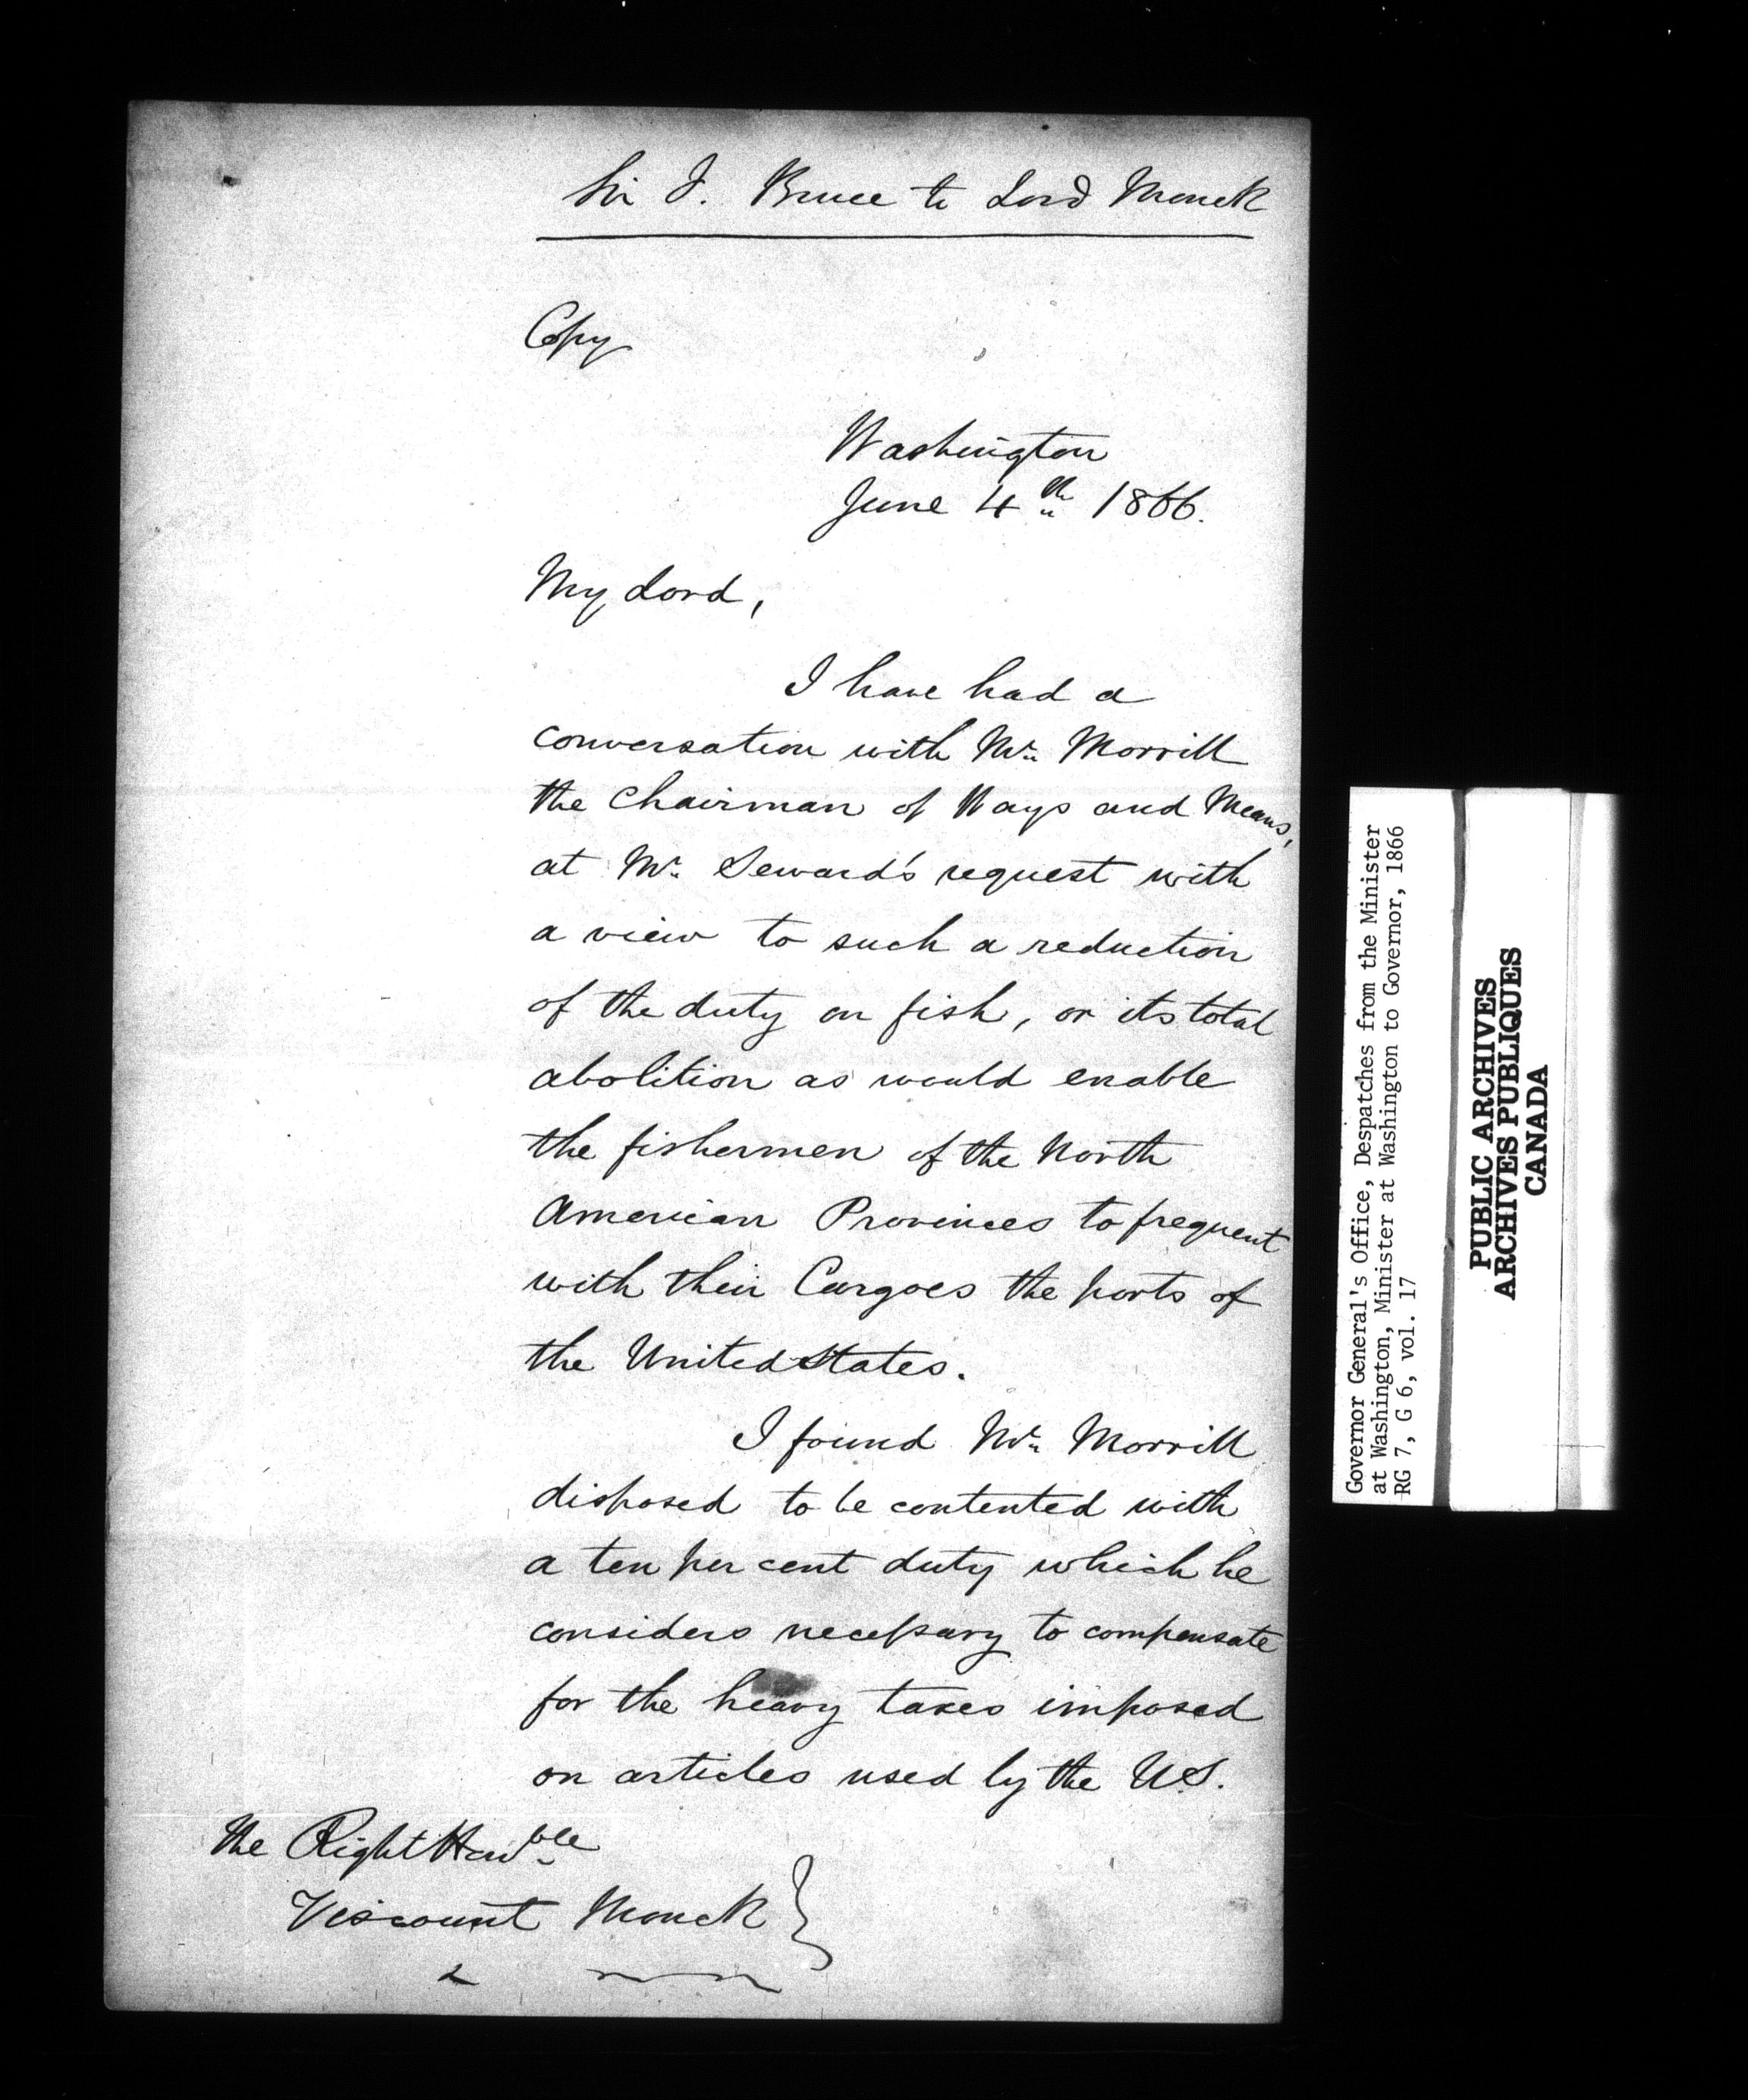 Sir F. Bruce to Lord Monck
Copy
Washington
June 4th 1866.
My Lord,
I have had a
conversation with Mr. Morrill
the Chairman of Ways and Means,
at Mr. Seward's request with
a view to such a reduction
of the duty on fish, or its total
abolition as would enable
the fishermen of the North
American Provinces to frequent
with their Cargoes the ports of
the United States.
I found Mr. Morrill
disposed to be contented with
a ten per cent duty which he
considers necessary to compensate
for the heavy taxes imposed
on articles used by the U.S.
The Right Honble
Viscount Monck
Governor General's Office, Despatches from the Minister
at Washington, Minister at Washington to Governor, 1866
RG 7, G 6, vol. 17
PUBLIC ARCHIVES
ARCHIVES PUBLIQUES
CANADA